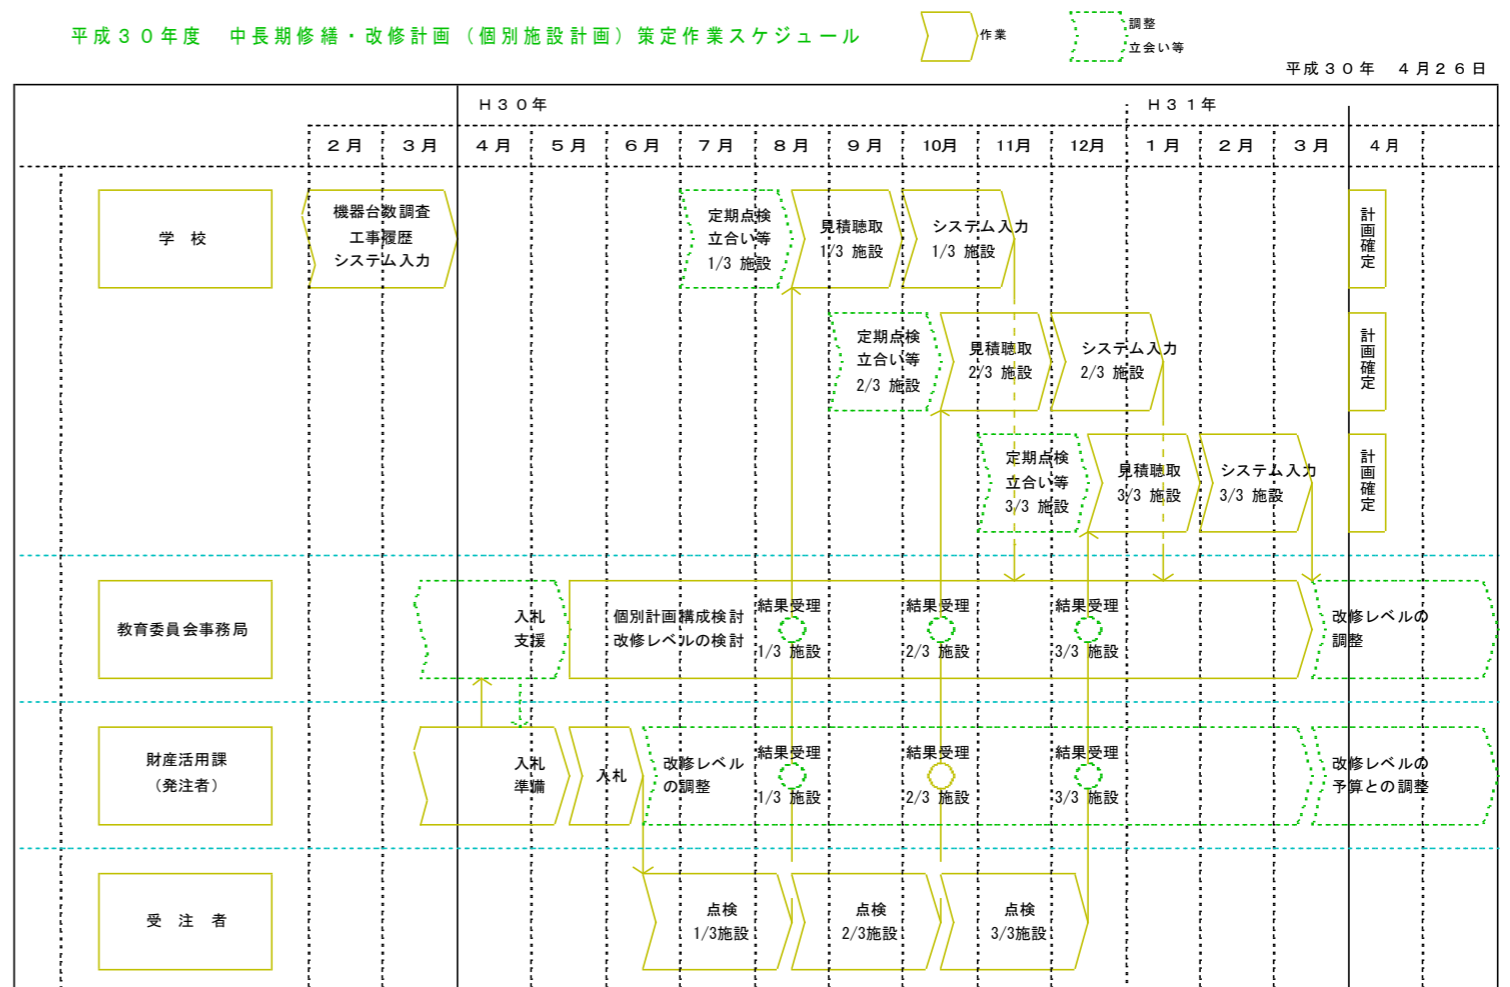 平成３０年度　中長期修繕・改修計画（個別施設計画）策定作業スケジュール
作業
調整
立会い等
平成３０年　４月２６日
Ｈ３０年
Ｈ３１年
２月
３月
４月
５月
６月
７月
８月
９月
10月
11月
12月
１月
２月
３月
４月
学　校
機器台数調査
工事履歴
システム入力
定期点検
立合い等
1/3 施設
見積聴取
1/3 施設
システム入力
1/3 施設
計画確定
定期点検
立合い等
2/3 施設
見積聴取
2/3 施設
システム入力
2/3 施設
計画確定
定期点検
立合い等
3/3 施設
見積聴取
3/3 施設
システム入力
3/3 施設
計画確定
教育委員会事務局
入札
支援
個別計画構成検討
改修レベルの検討
結果受理
1/3 施設
結果受理
2/3 施設
結果受理
3/3 施設
改修レベルの
調整
財産活用課
（発注者）
入札
準備
入札
改修レベル
の調整
結果受理
1/3 施設
結果受理
2/3 施設
結果受理
3/3 施設
改修レベルの
予算との調整
受　注　者
点検
1/3施設
点検
2/3施設
点検
3/3施設